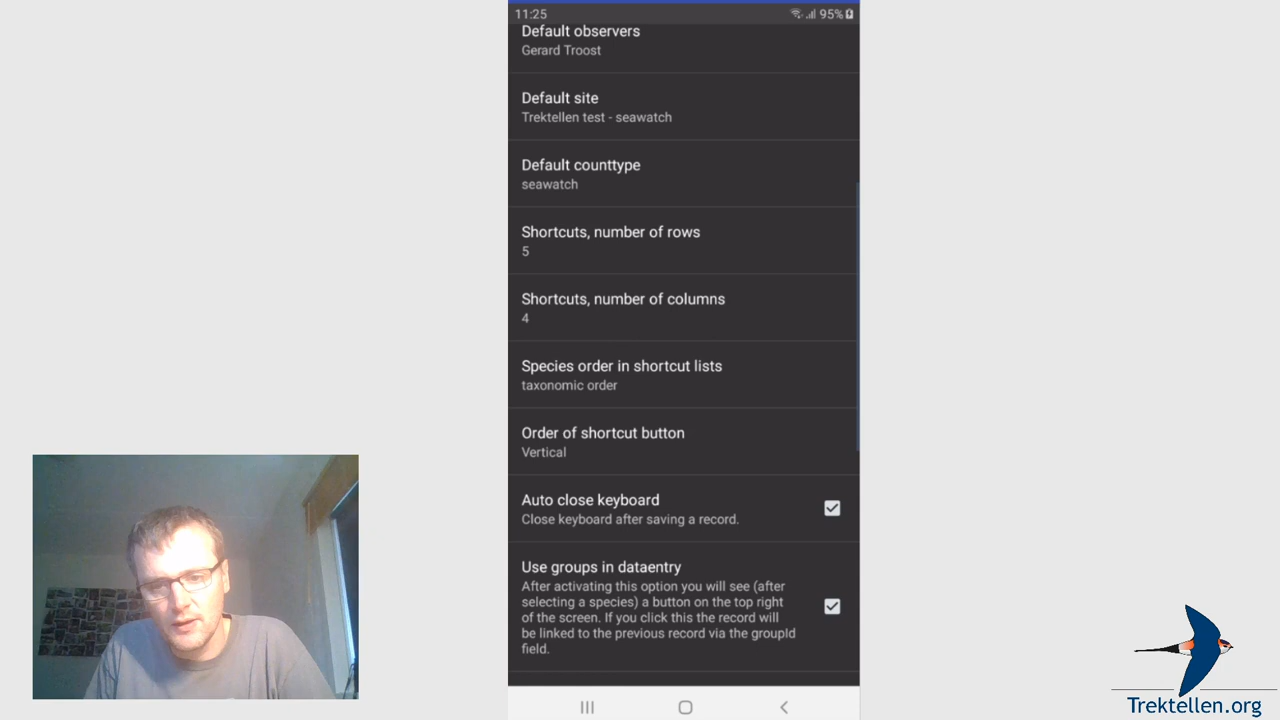 11:25
95%
Default observers
Gerard Troost
Default site
Trektellen test - seawatch
Default counttype
seawatch
Shortcuts, number of rows
5
Shortcuts, number of columns
4
Species order in shortcut lists
taxonomic order
Order of shortcut button
Vertical
Auto close keyboard
Close keyboard after saving a record.
Use groups in dataentry
After activating this option you will see (after
selecting a species) a button on the top right
of the screen. If you click this the record will
be linked to the previous record via the groupId
field.
Trektellen.org